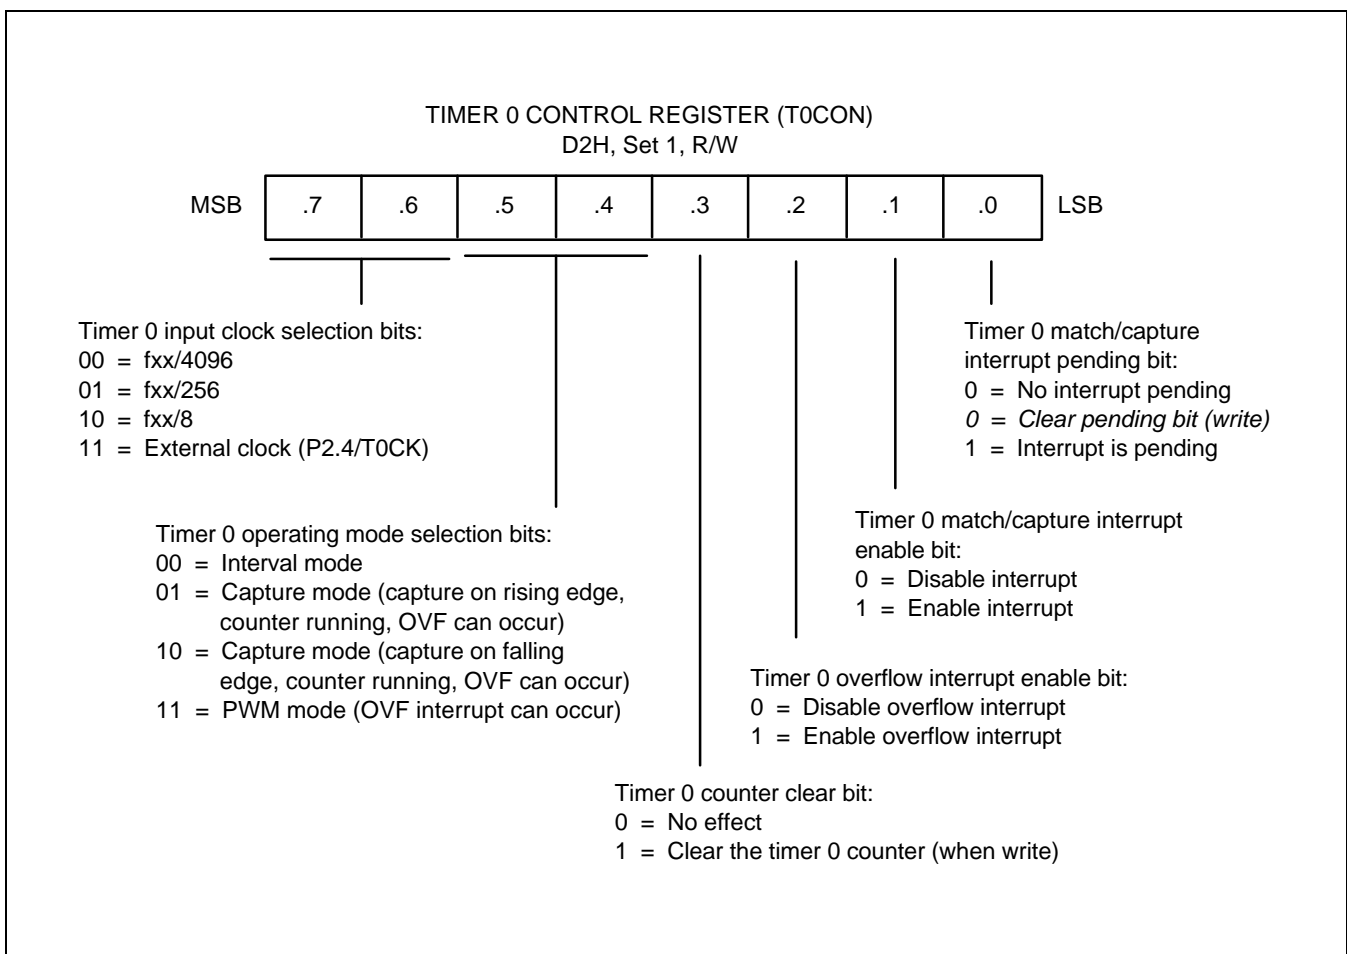 TIMER 0 CONTROL REGISTER (T0CON)
D2H, Set 1, R/W
MSB .7 .6 .5 .4 .3 .2 .1 .0 LSB
Timer 0 input clock selection bits:
00 = fxx/4096
01 = fxx/256
10 = fxx/8
11 = External clock (P2.4/T0CK)
Timer 0 match/capture
interrupt pending bit:
0 = No interrupt pending
0 = Clear pending bit (write)
1 = Interrupt is pending
Timer 0 operating mode selection bits:
00 = Interval mode
01 = Capture mode (capture on rising edge,
counter running, OVF can occur)
10 = Capture mode (capture on falling
edge, counter running, OVF can occur)
11 = PWM mode (OVF interrupt can occur)
Timer 0 match/capture interrupt
enable bit:
0 = Disable interrupt
1 = Enable interrupt
Timer 0 overflow interrupt enable bit:
0 = Disable overflow interrupt
1 = Enable overflow interrupt
Timer 0 counter clear bit:
0 = No effect
1 = Clear the timer 0 counter (when write)